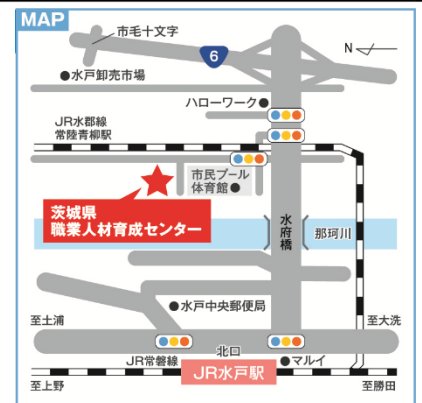 MAP
市毛十文字
6
N
水戸卸売市場
ハローワーク
JR水郡線
常陸青柳駅
市民プール
体育館
茨城県
職業人材育成センター
水府橋
那珂川
水戸中央郵便局
至土浦
北口
至大洗
JR常磐線
マルイ
JR水戸駅
至上野
至勝田